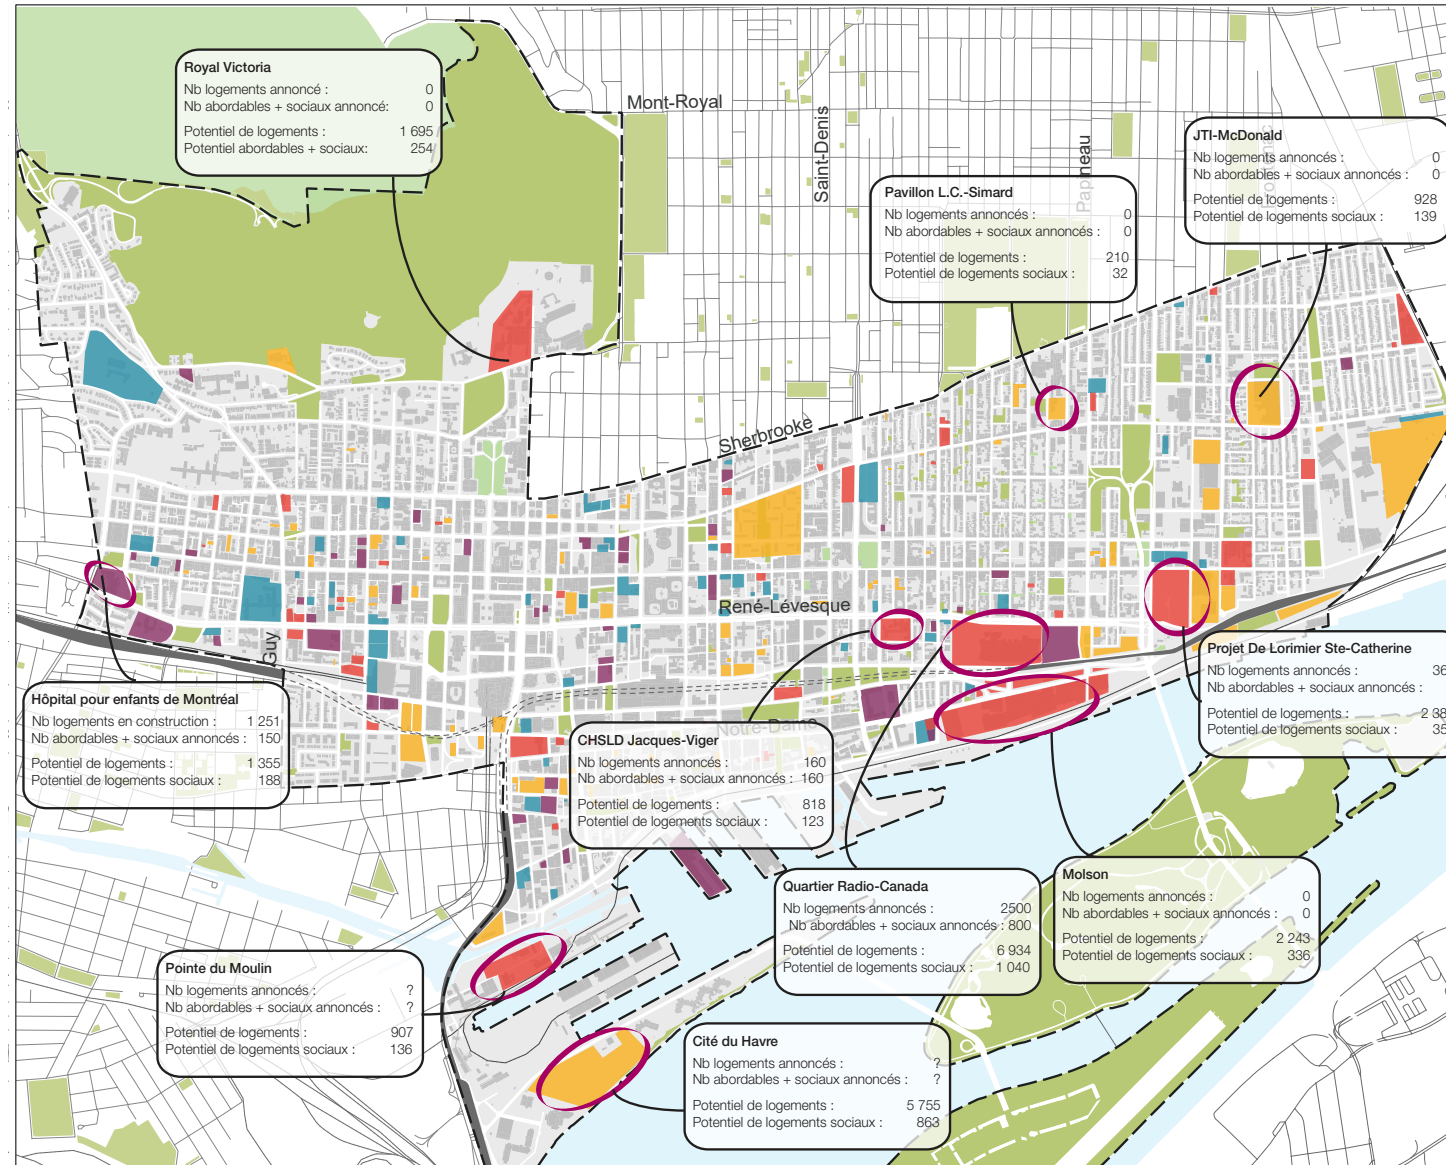 Royal Victoria
Nb logements annoncé : 0
Nb abordables + sociaux annoncé: 0
Potentiel de logements : 1 695
Potentiel abordables + sociaux: 254
Mont-Royal
Saint-Denis
Papineau
JTI-McDonald
Nb logements annoncés : 0
Nb abordables + sociaux annoncés : 0
Potentiel de logements : 928
Potentiel de logements sociaux : 139
Pavillon L.C.-Simard
Nb logements annoncés : 0
Nb abordables + sociaux annoncés : 0
Potentiel de logements : 210
Potentiel de logements sociaux : 32
Sherbrooke
René-Lévesque
Guy
Notre-Dame
Projet De Lorimier Ste-Catherine
Nb logements annoncés : 36
Nb abordables + sociaux annoncés :
Potentiel de logements : 2 38
Potentiel de logements sociaux : 35
Hôpital pour enfants de Montréal
Nb logements en construction : 1 251
Nb abordables + sociaux annoncés : 150
Potentiel de logements : 1 355
Potentiel de logements sociaux : 188
CHSLD Jacques-Viger
Nb logements annoncés : 160
Nb abordables + sociaux annoncés : 160
Potentiel de logements : 818
Potentiel de logements sociaux : 123
Quartier Radio-Canada
Nb logements annoncés : 2500
Nb abordables + sociaux annoncés : 800
Potentiel de logements : 6 934
Potentiel de logements sociaux : 1 040
Molson
Nb logements annoncés : 0
Nb abordables + sociaux annoncés : 0
Potentiel de logements : 2 243
Potentiel de logements sociaux : 336
Pointe du Moulin
Nb logements annoncés : ?
Nb abordables + sociaux annoncés : ?
Potentiel de logements : 907
Potentiel de logements sociaux : 136
Cité du Havre
Nb logements annoncés : ?
Nb abordables + sociaux annoncés : ?
Potentiel de logements : 5 755
Potentiel de logements sociaux : 863